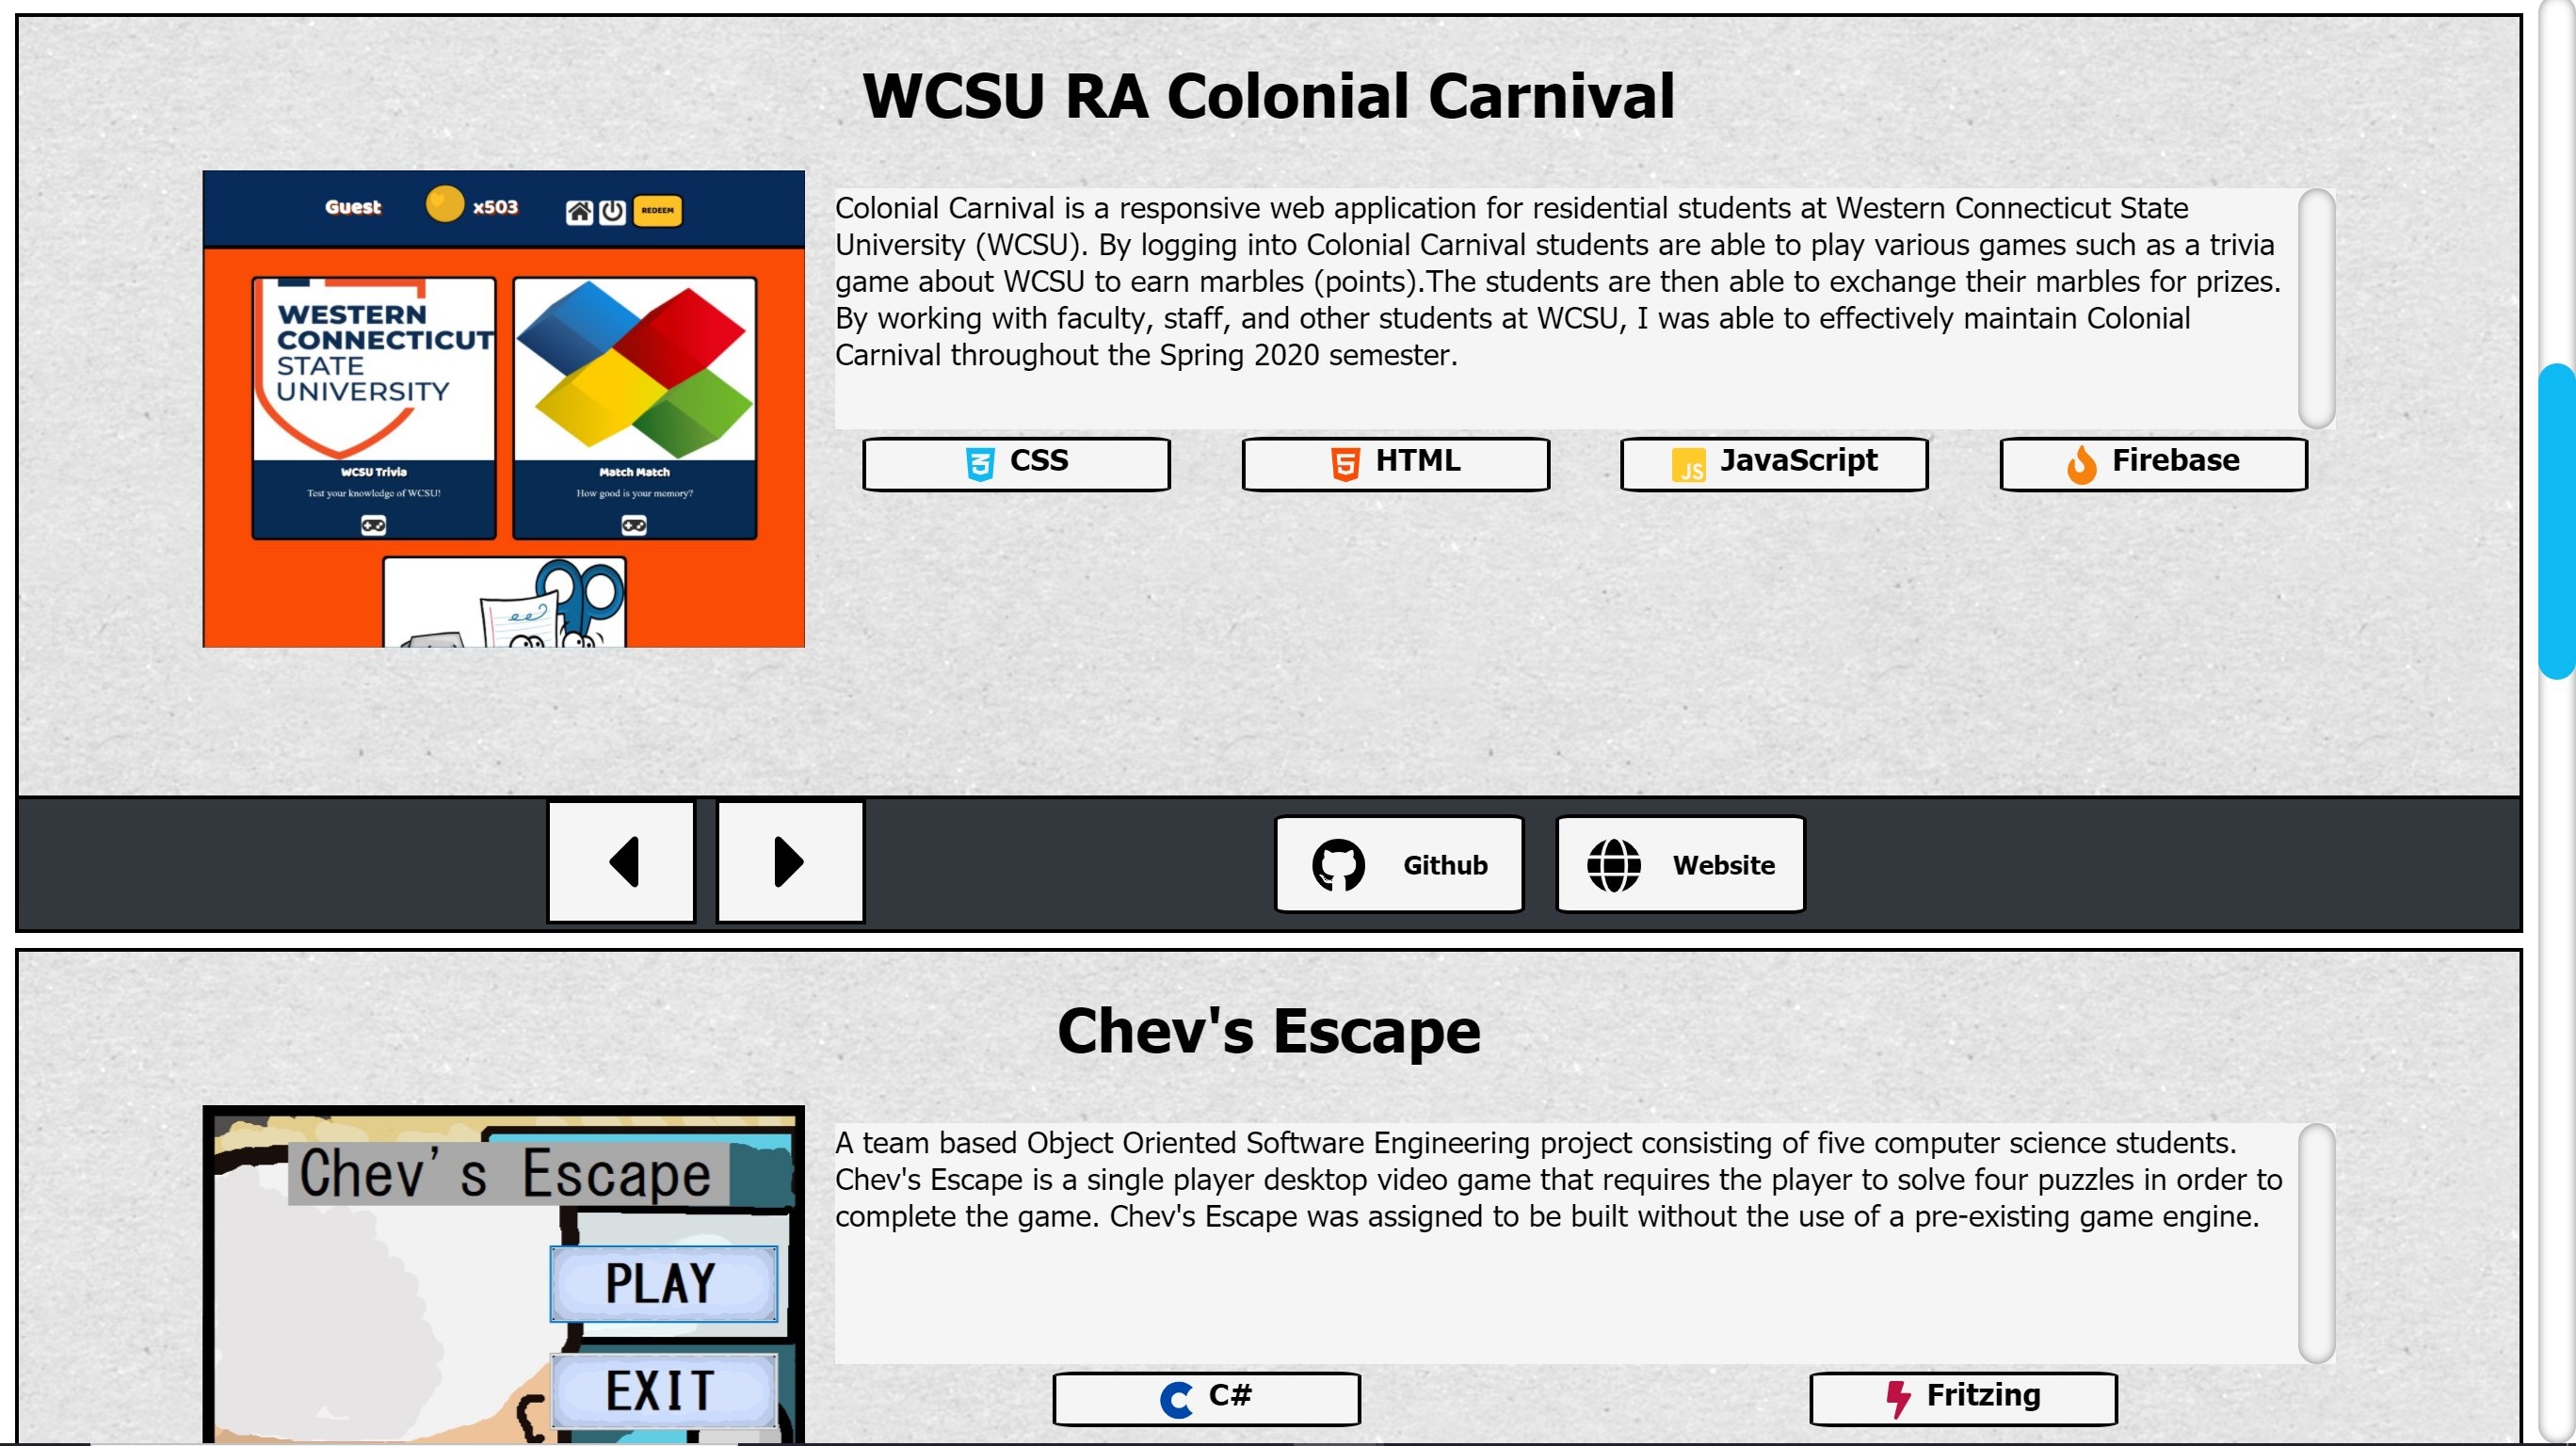 WCSU RA Colonial Carnival
Guest
x503
REDEEM
WESTERN
CONNECTICUT
STATE
UNIVERSITY
WCSU Trivia
Test your knowledge of WCSU!
Match Match
How good is your memory?
Colonial Carnival is a responsive web application for residential students at Western Connecticut State
University (WCSU). By logging into Colonial Carnival students are able to play various games such as a trivia
game about WCSU to earn marbles (points).The students are then able to exchange their marbles for prizes.
By working with faculty, staff, and other students at WCSU, I was able to effectively maintain Colonial
Carnival throughout the Spring 2020 semester.
CSS
HTML
JS JavaScript
Firebase
Github
Website
Chev's Escape
Chev's Escape
PLAY
EXIT
A team based Object Oriented Software Engineering project consisting of five computer science students.
Chev's Escape is a single player desktop video game that requires the player to solve four puzzles in order to
complete the game. Chev's Escape was assigned to be built without the use of a pre-existing game engine.
C#
Fritzing